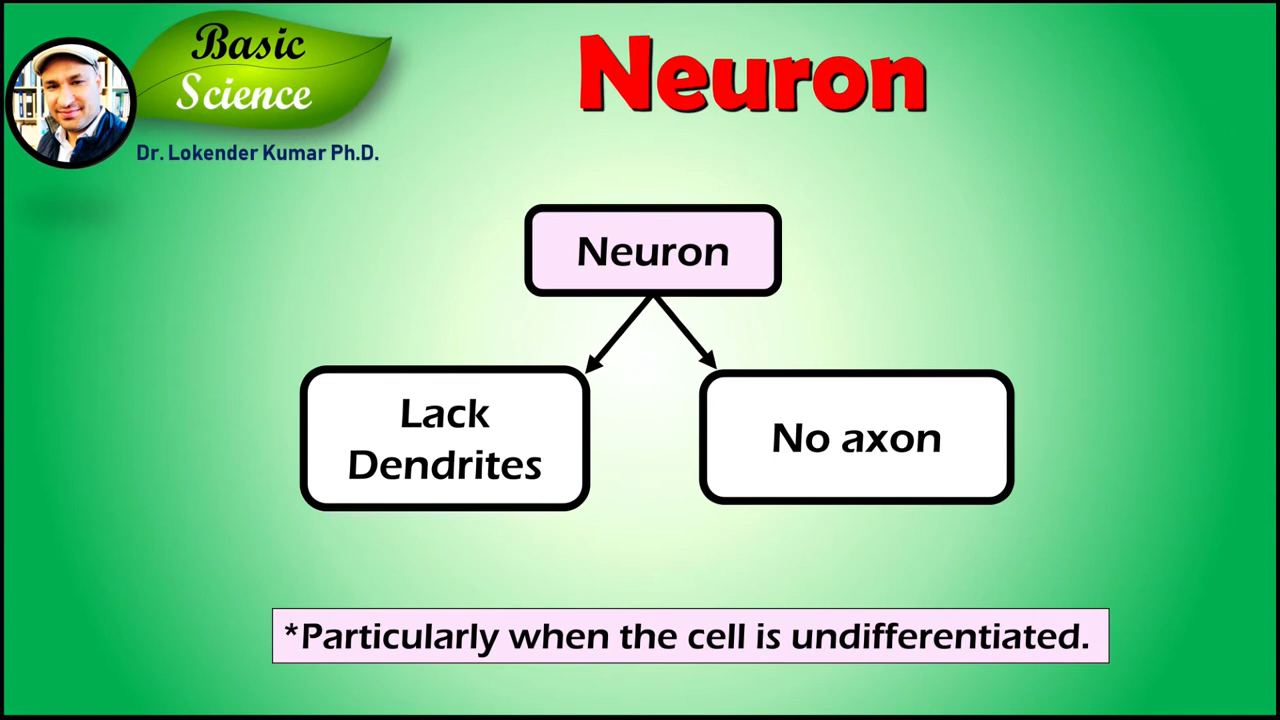 Basic
Science
Dr. Lokender Kumar Ph.D.
Neuron
Neuron
Lack
Dendrites
No axon
*Particularly when the cell is undifferentiated.